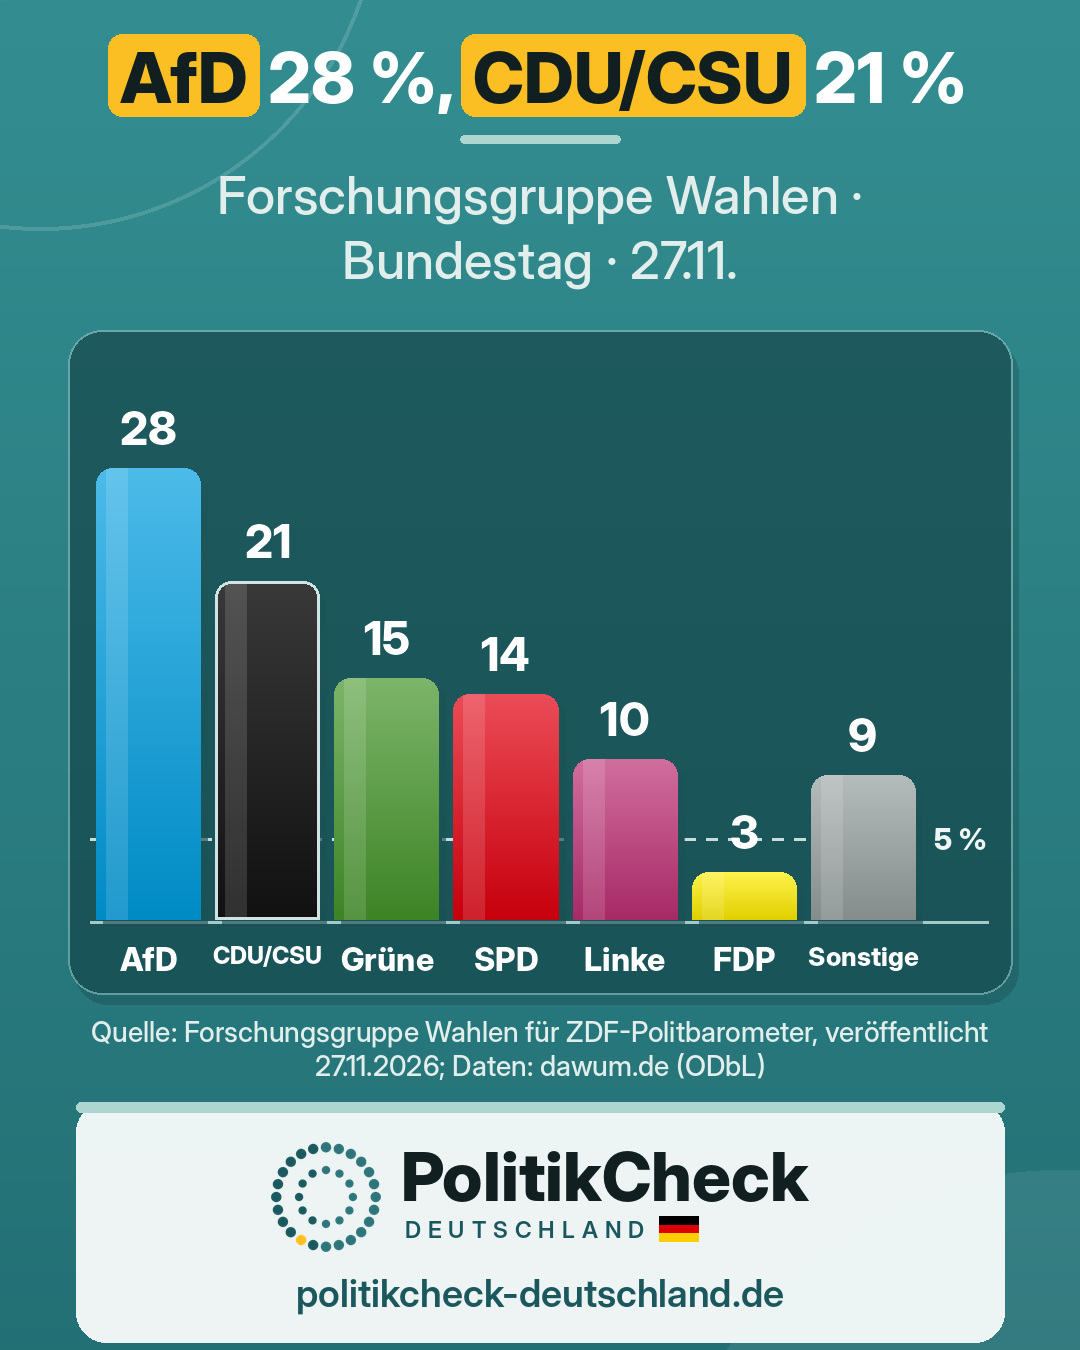 AfD 28 %, CDU/CSU 21 %
Forschungsgruppe Wahlen ·
Bundestag · 27.11.
28
21
15
14
10
3
9
5 %
AfD CDU/CSU Grüne SPD Linke FDP Sonstige
Quelle: Forschungsgruppe Wahlen für ZDF-Politbarometer, veröffentlicht
27.11.2026; Daten: dawum.de (ODbL)
PolitikCheck
DEUTSCHLAND
politikcheck-deutschland.de